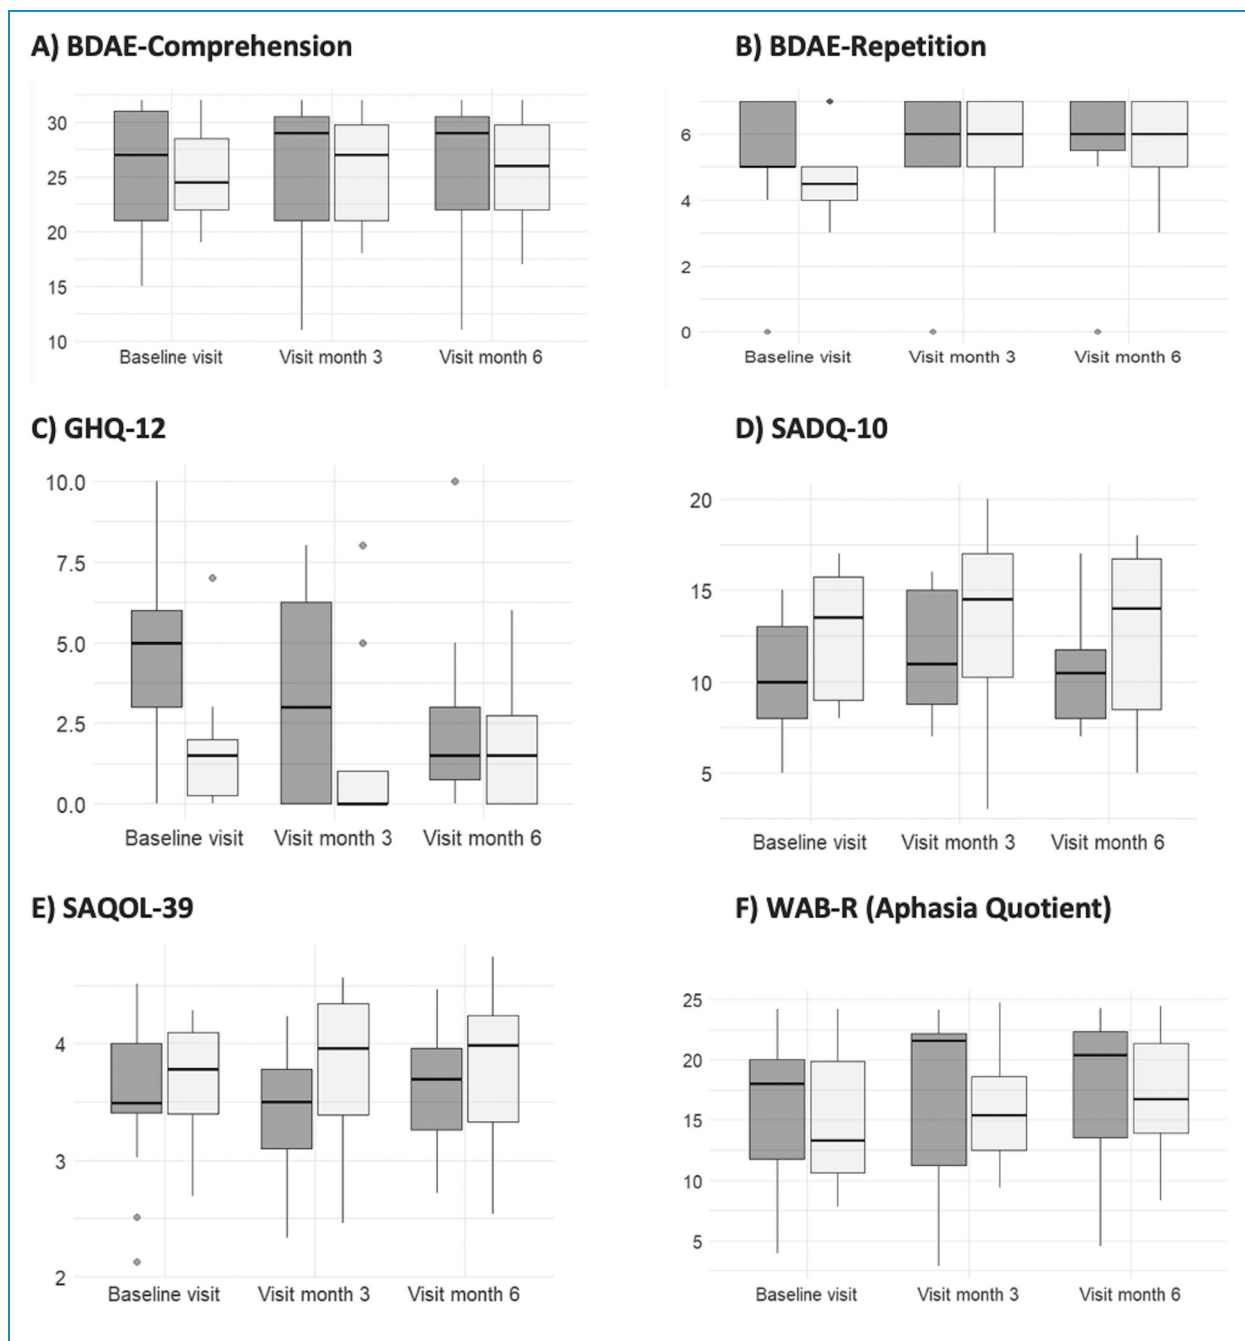 A) BDAE-Comprehension
30
25
20
15
10
Baseline visit Visit month 3 Visit month 6
B) BDAE-Repetition
6
4
2
0
Baseline visit Visit month 3 Visit month 6
C) GHQ-12
10.0
7.5
5.0
2.5
0.0
Baseline visit Visit month 3 Visit month 6
D) SADQ-10
20
15
10
5
Baseline visit Visit month 3 Visit month 6
E) SAQOL-39
4
3
2
Baseline visit Visit month 3 Visit month 6
F) WAB-R (Aphasia Quotient)
25
20
15
10
5
Baseline visit Visit month 3 Visit month 6